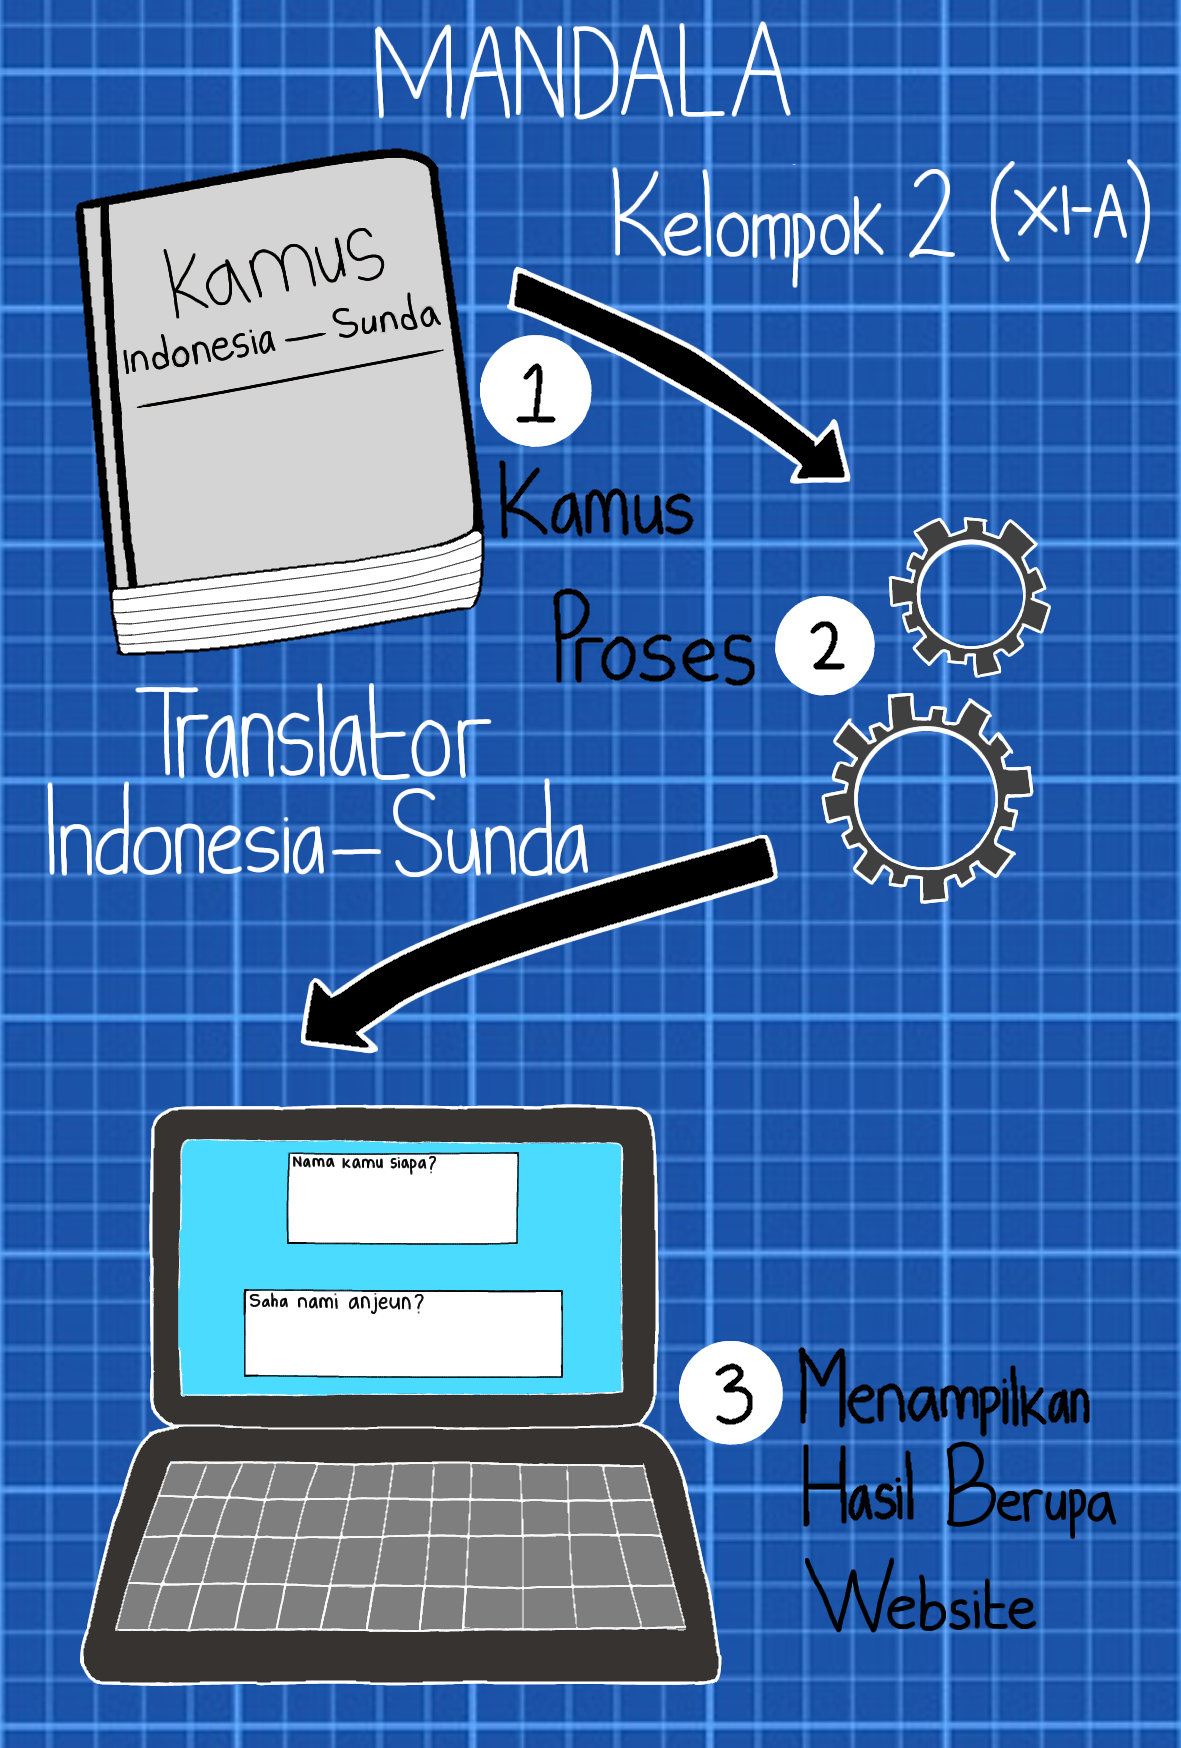 MANDALA
Kelompok 2 (XI-A)
Kamus
Indonesia — Sunda
1
Kamus
Proses 2
Translator
Indonesia — Sunda
Nama kamu siapa?
Saha nami anjeun?
3 Menampilkan
Hasil Berupa
Website